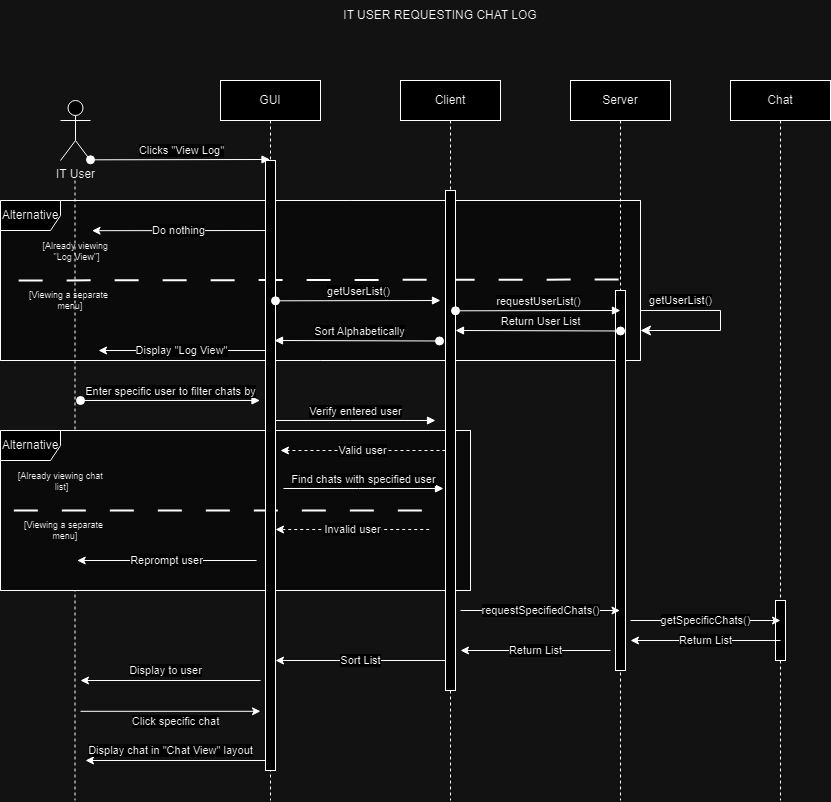 IT USER REQUESTING CHAT LOG
GUI
Client
Server
Chat
Clicks "View Log"
IT User
Alternative
Do nothing
[Already viewing
"Log View"]
[Viewing a separate
menu]
getUserList()
requestUserList()
getUserList()
Return User List
Sort Alphabetically
Display "Log View"
Enter specific user to filter chats by
Verify entered user
Alternative
Valid user
[Already viewing chat
list]
Find chats with specified user
[Viewing a separate
menu]
Invalid user
Reprompt user
requestSpecifiedChats()
getSpecificChats()
Return List
Return List
Sort List
Display to user
Click specific chat
Display chat in "Chat View" layout